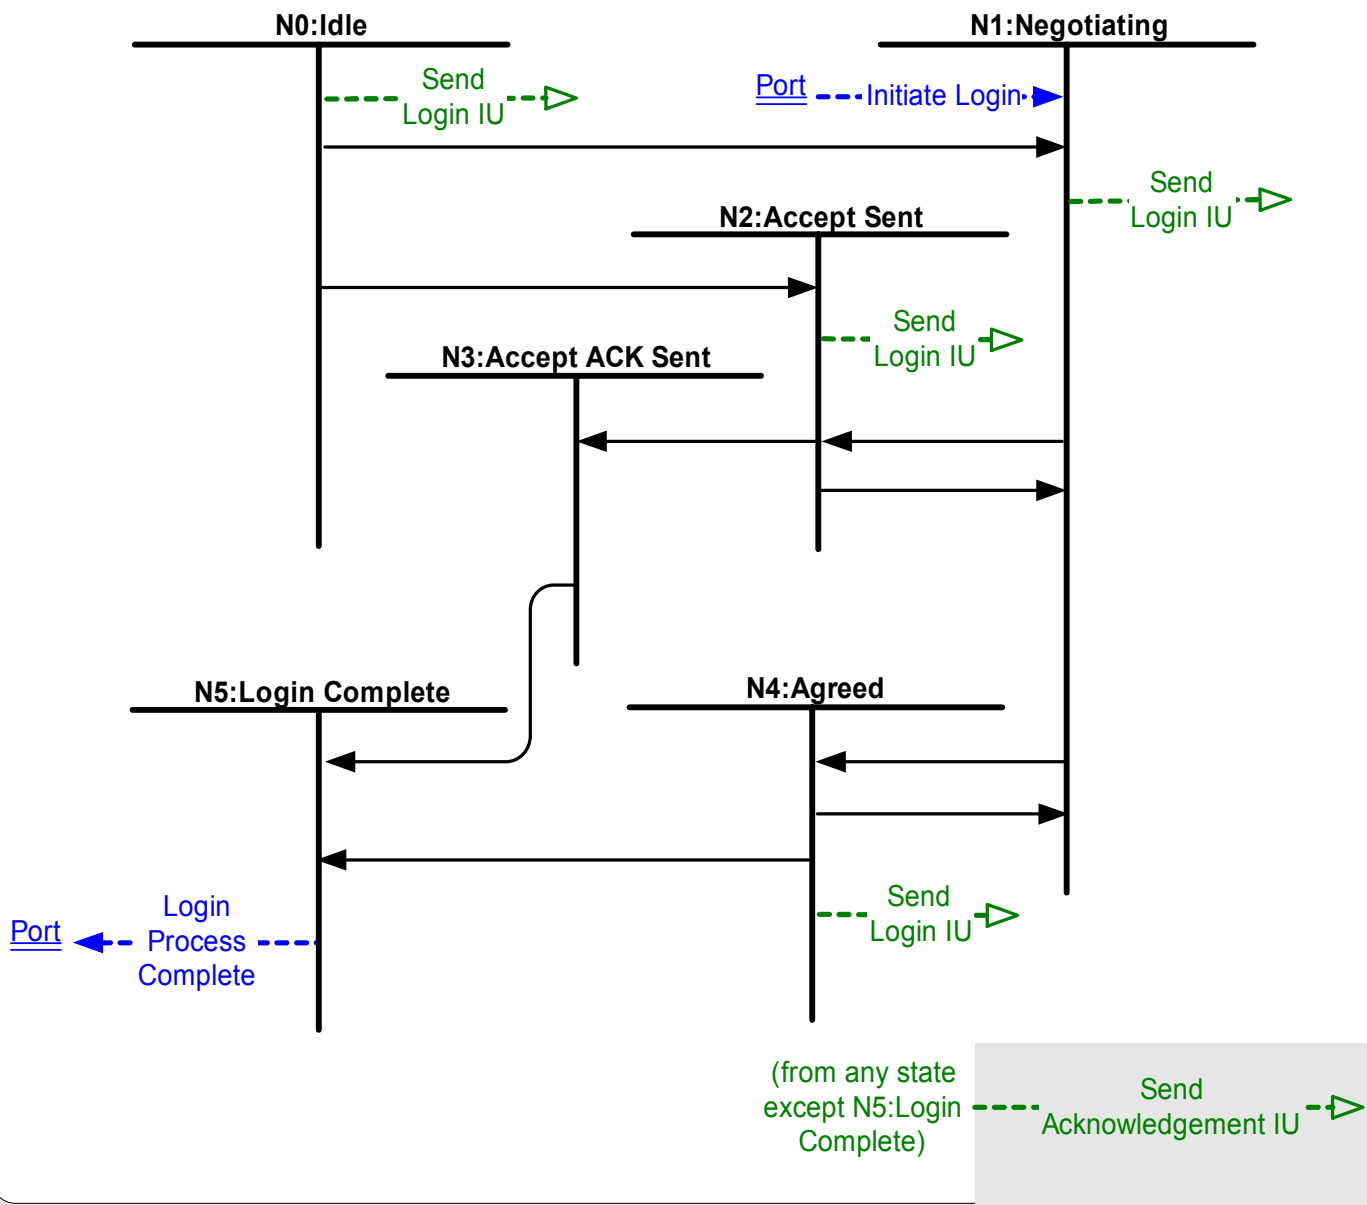 N0:Idle
N1:Negotiating
Send
Login IU
Port
Initiate Login
Send
Login IU
N2:Accept Sent
Send
Login IU
N3:Accept ACK Sent
N5:Login Complete
N4:Agreed
Port
Login
Process
Complete
Send
Login IU
(from any state
except N5:Login
Complete)
Send
Acknowledgement IU